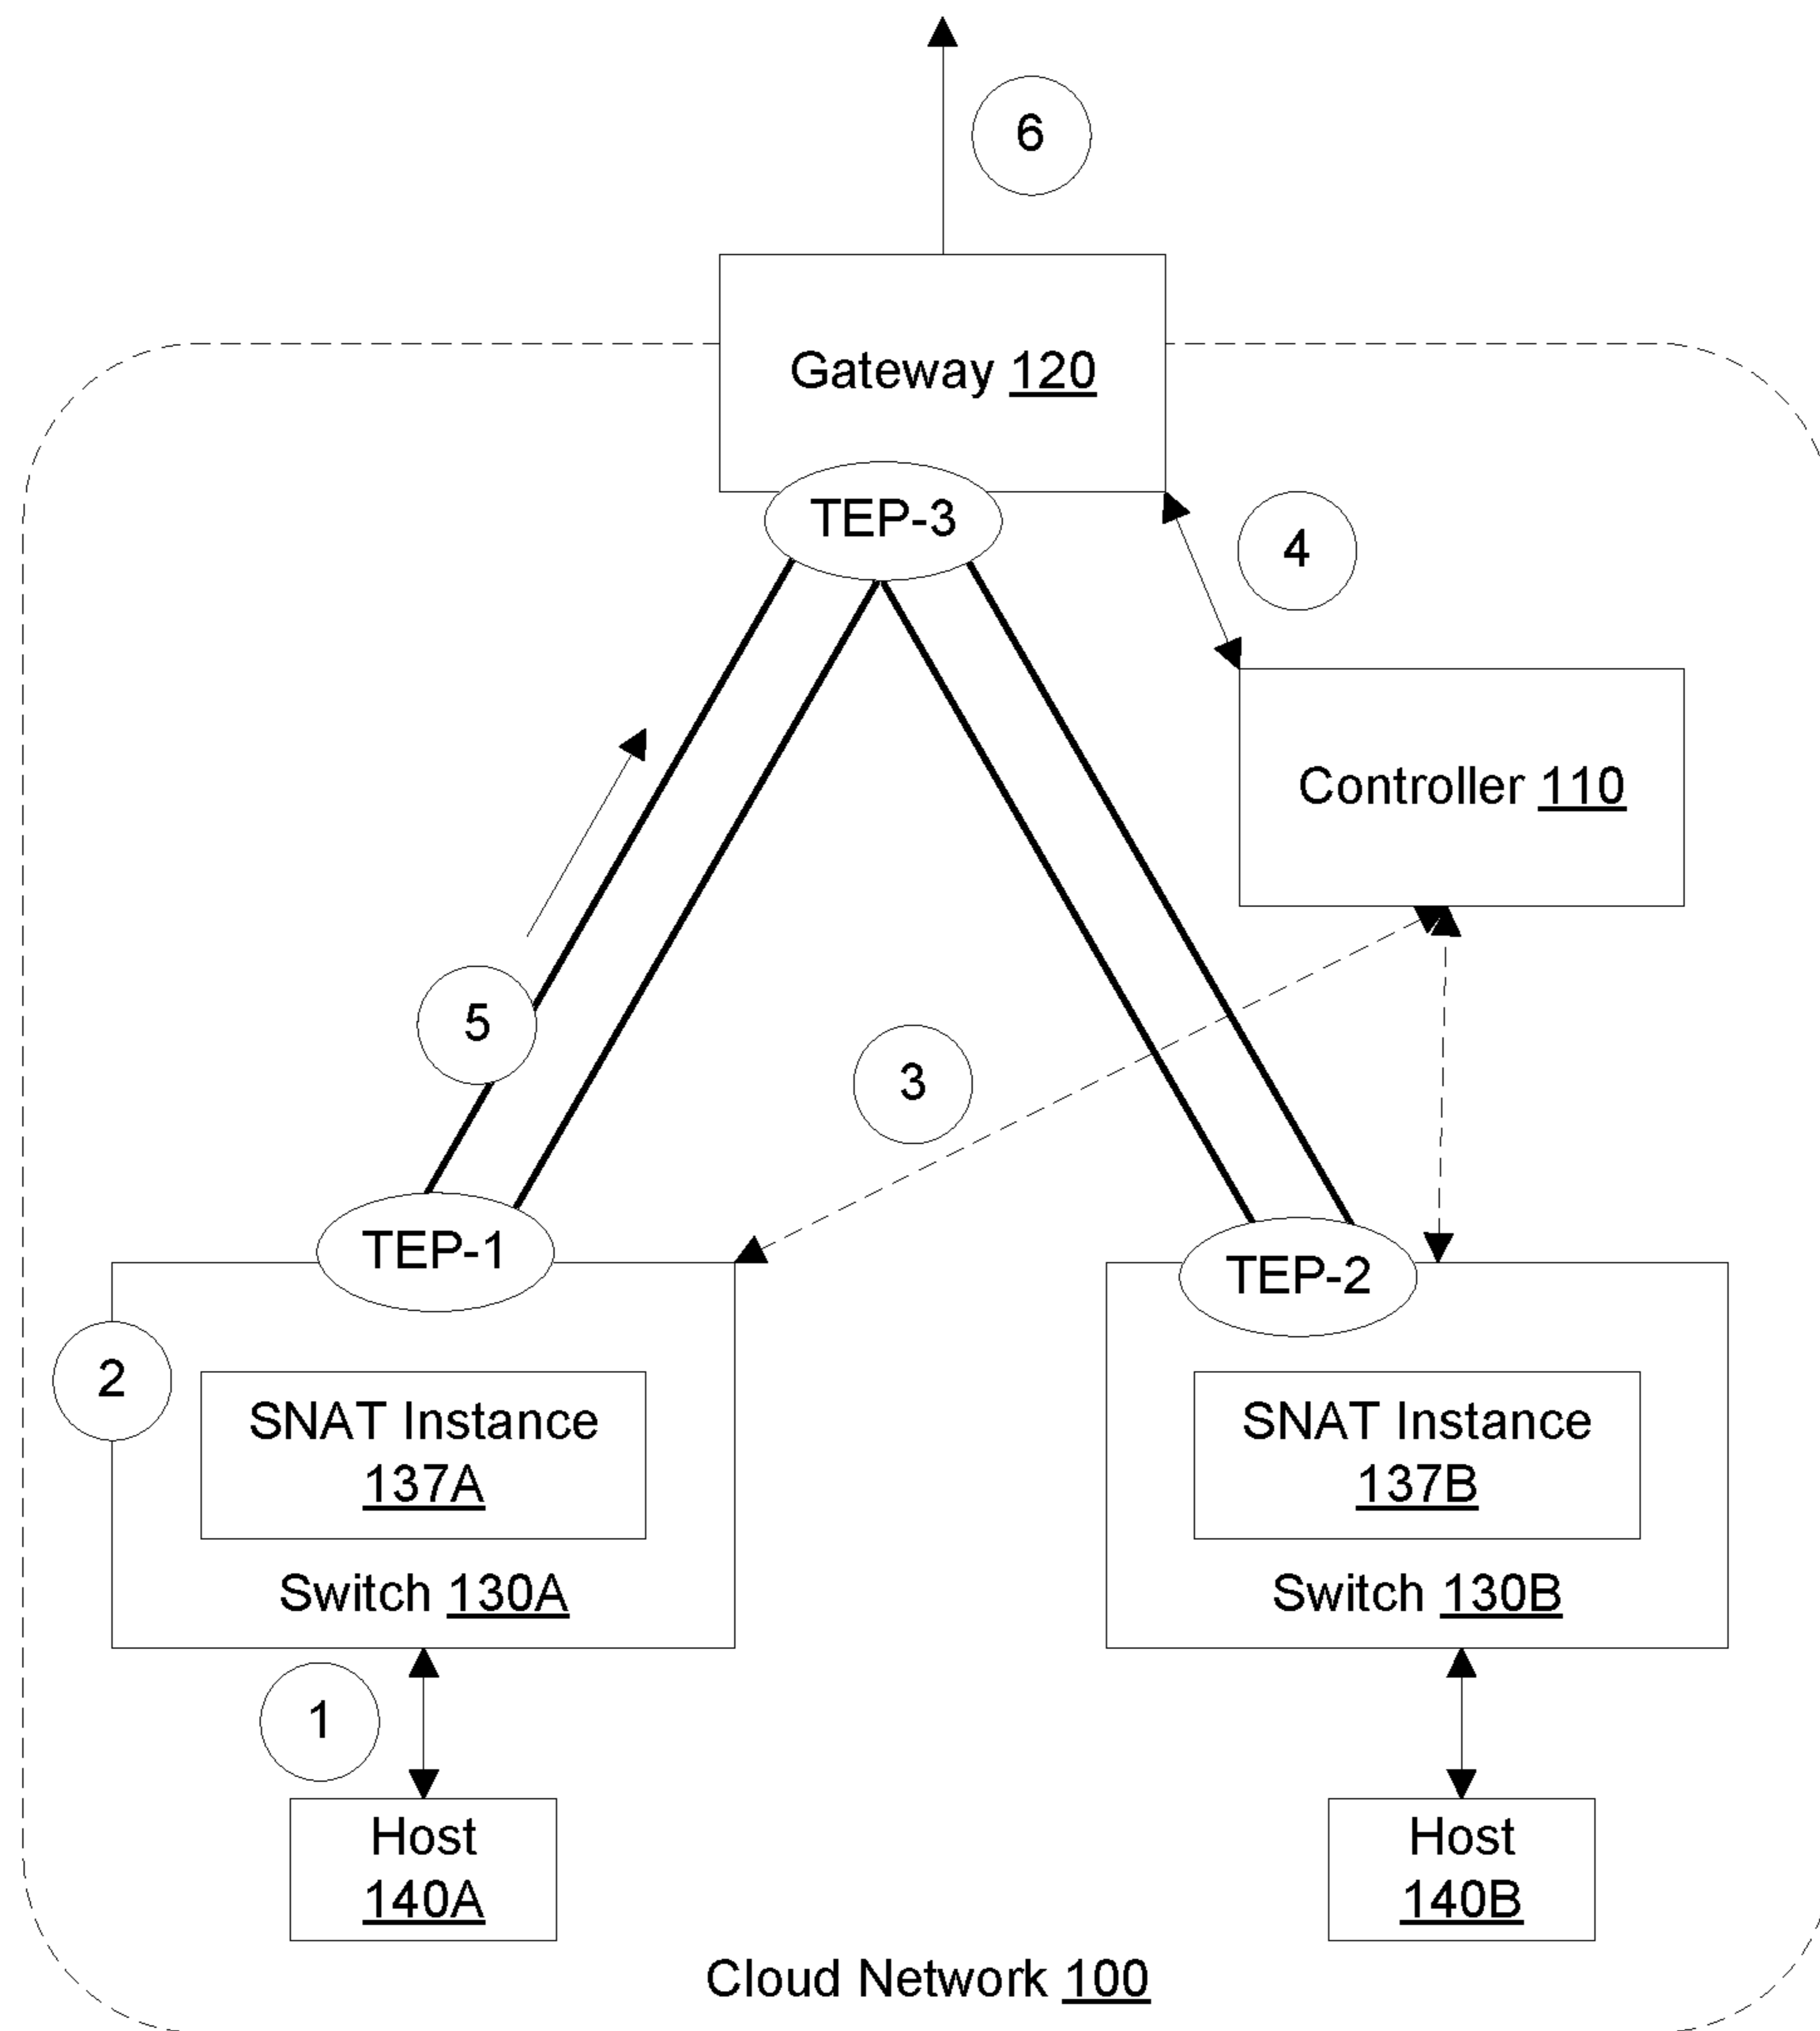 6
Gateway 120
TEP-3
4
Controller 110
5
3
TEP-1
TEP-2
2
SNAT Instance
137A
SNAT Instance
137B
Switch 130A
Switch 130B
1
Host
140A
Host
140B
Cloud Network 100